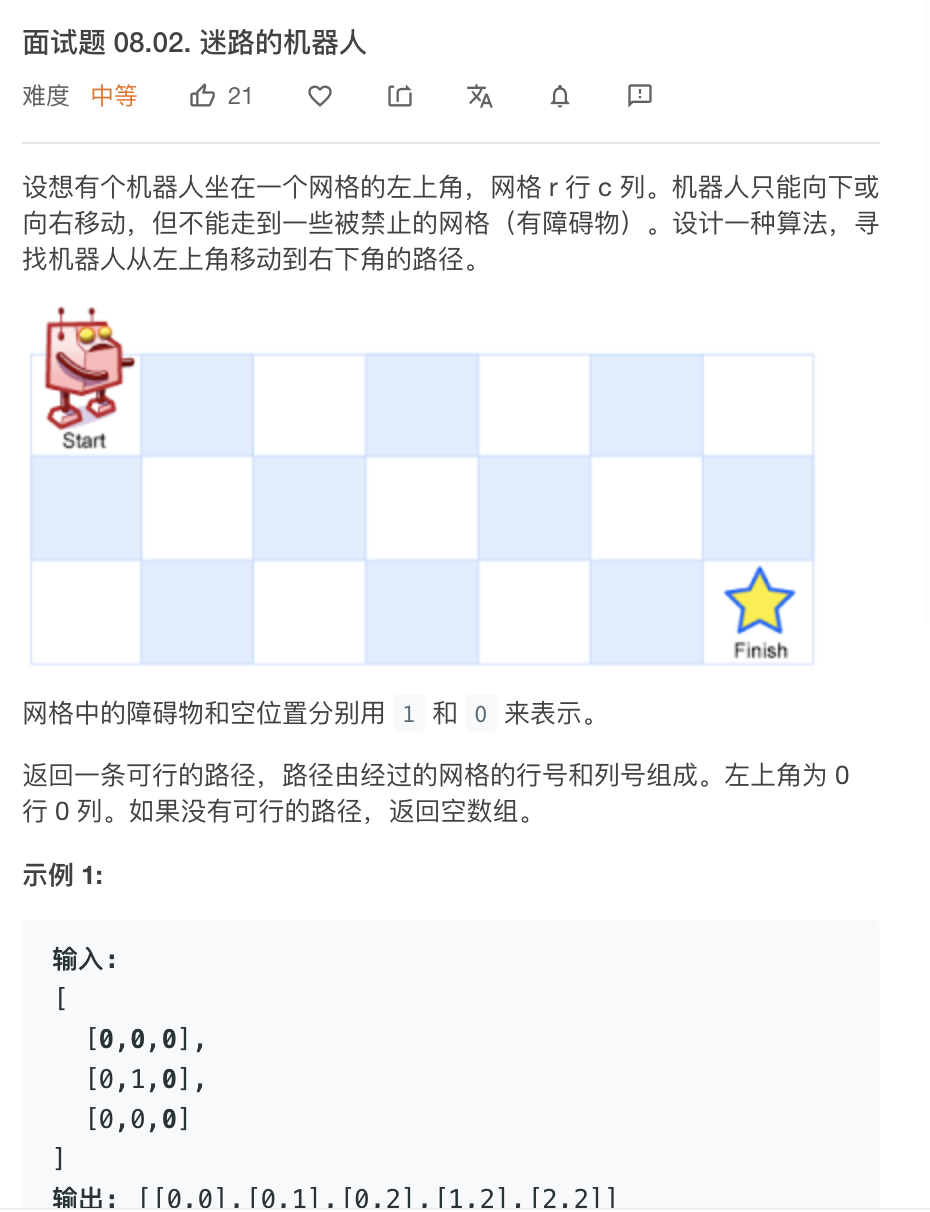 面试题 08.02. 迷路的机器人
难度 中等 21
设想有个机器人坐在一个网格的左上角，网格 r 行 c 列。机器人只能向下或
向右移动，但不能走到一些被禁止的网格（有障碍物）。设计一种算法，寻
找机器人从左上角移动到右下角的路径。
Start
Finish
网格中的障碍物和空位置分别用 1 和 0 来表示。
返回一条可行的路径，路径由经过的网格的行号和列号组成。左上角为 0
行 0 列。如果没有可行的路径，返回空数组。
示例 1:
输入:
[
[0,0,0],
[0,1,0],
[0,0,0]
]
输出: [[0,0],[0,1],[0,2],[1,2],[2,2]]